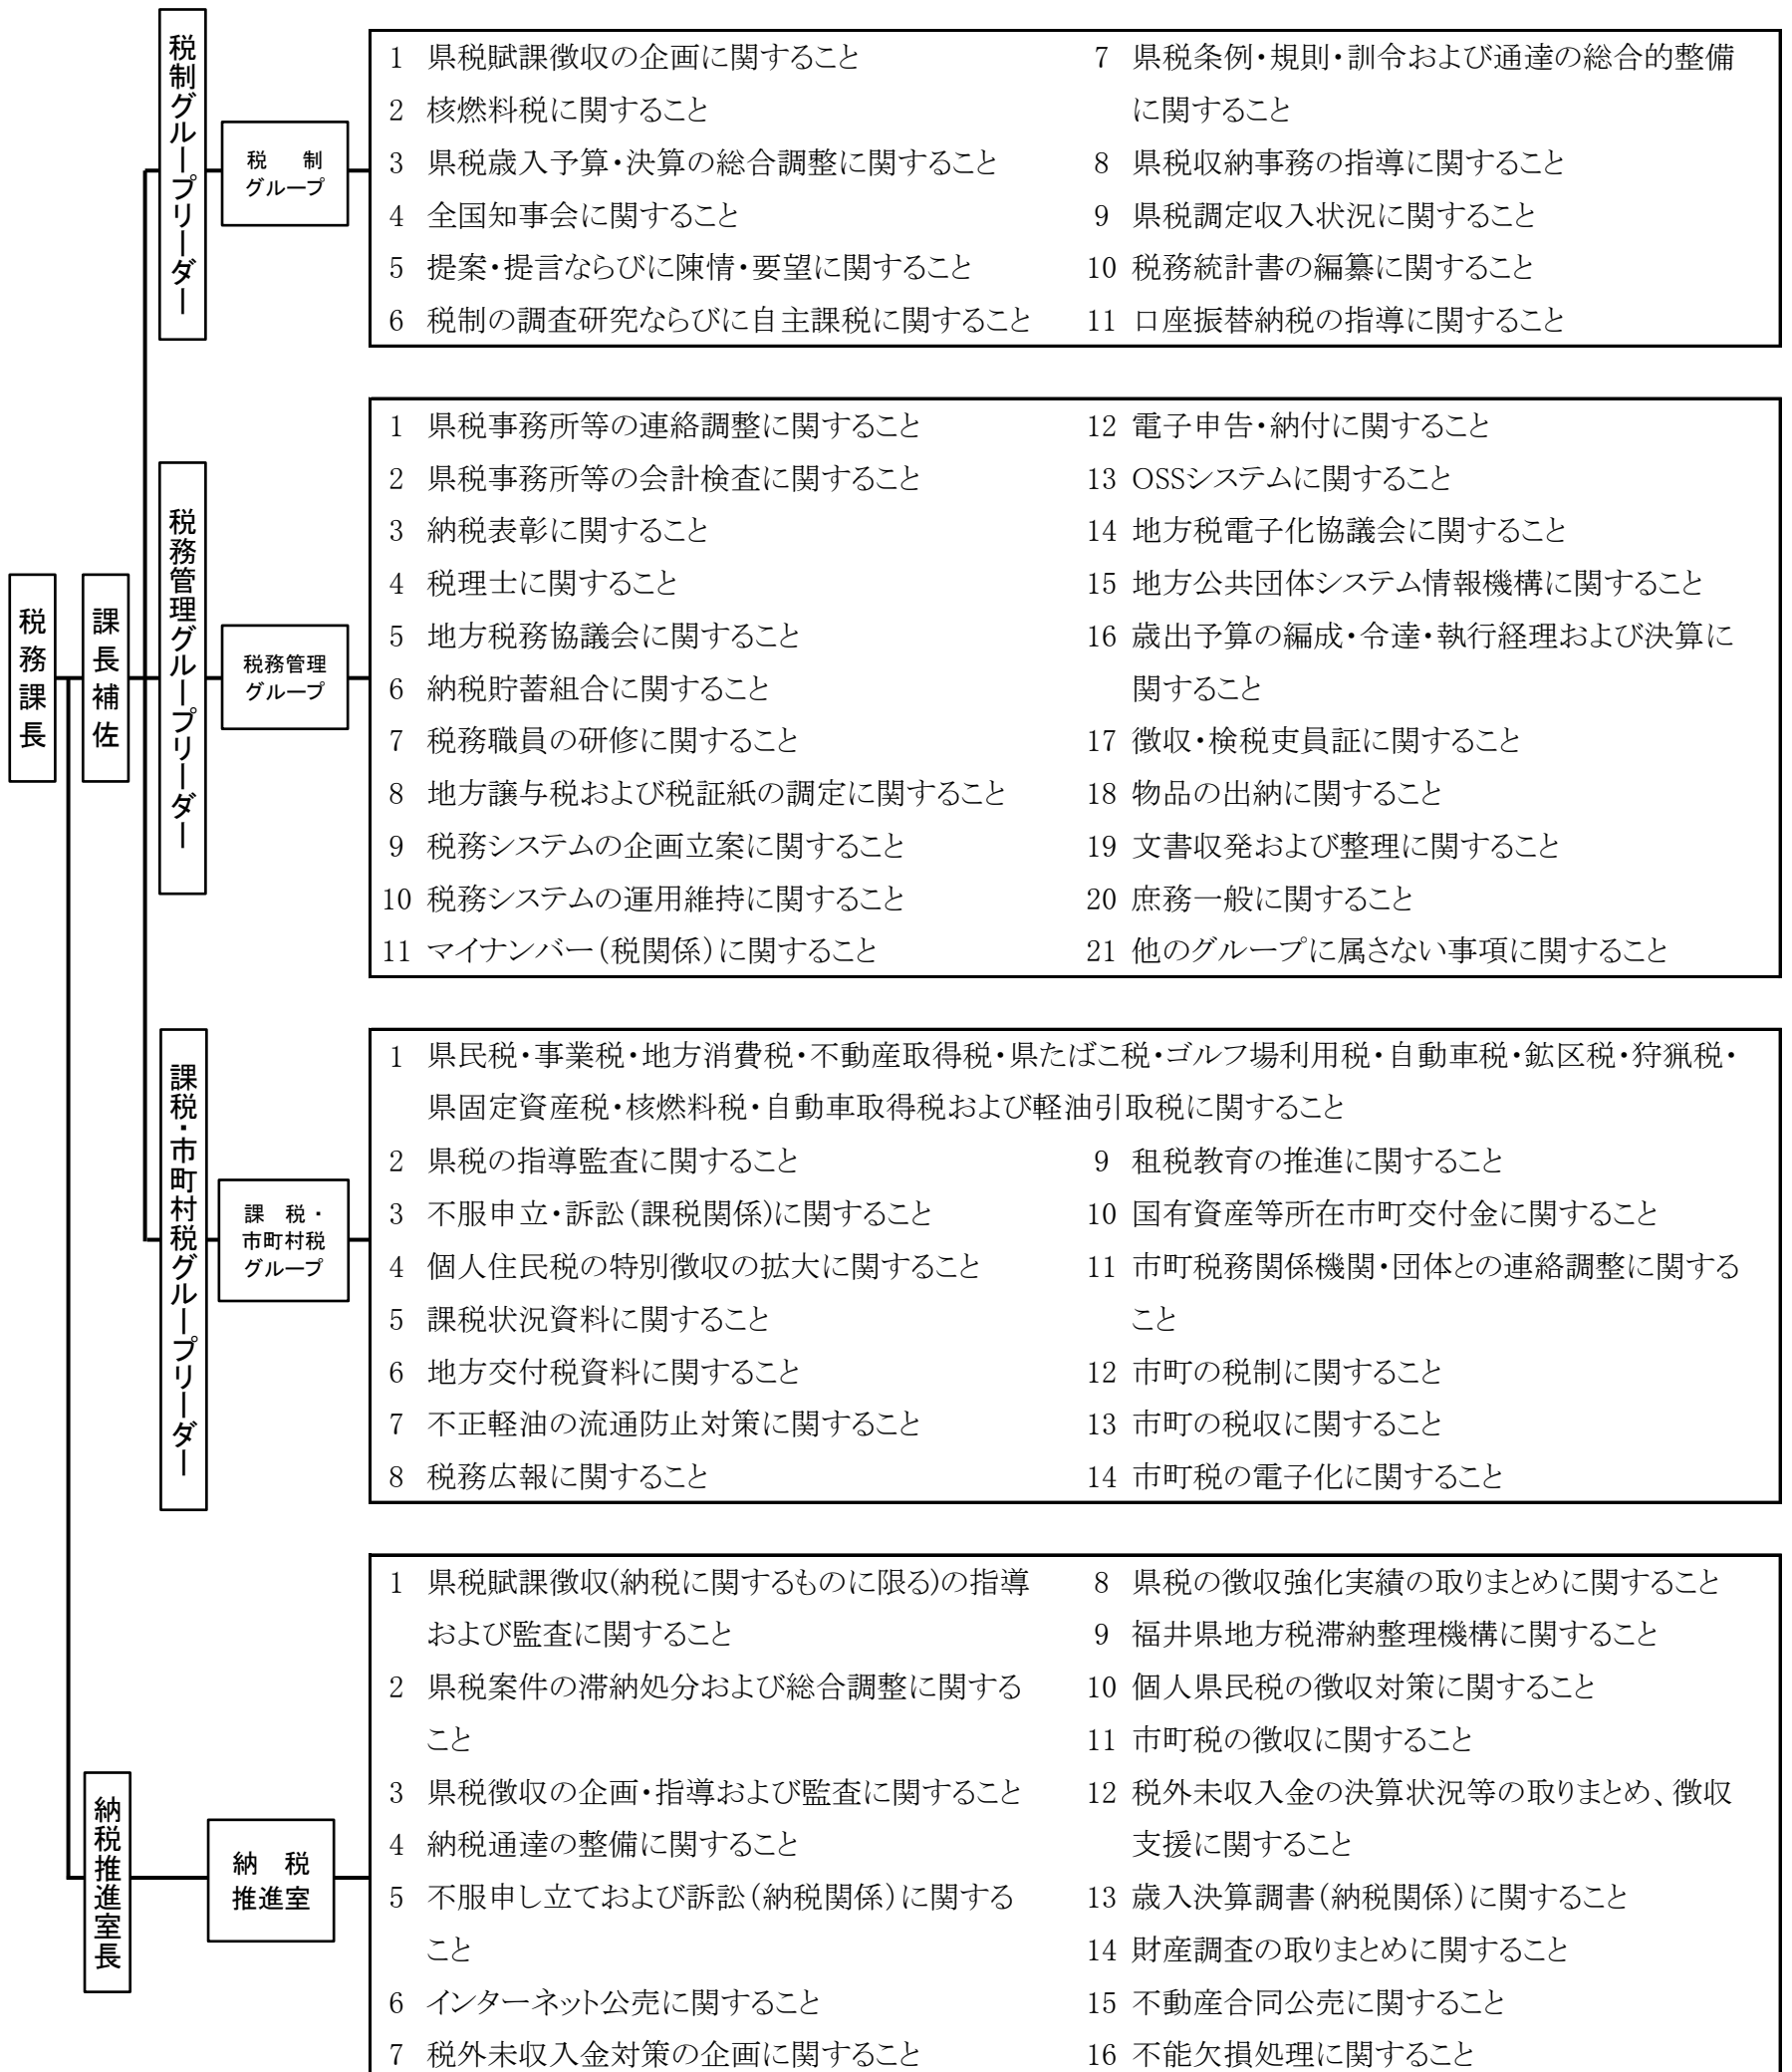 税務課長
課長補佐
税制グループリーダー
税　制
グループ
1 県税賦課徴収の企画に関すること
2 核燃料税に関すること
3 県税歳入予算・決算の総合調整に関すること
4 全国知事会に関すること
5 提案・提言ならびに陳情・要望に関すること
6 税制の調査研究ならびに自主課税に関すること
7 県税条例・規則・訓令および通達の総合的整備
に関すること
8 県税収納事務の指導に関すること
9 県税調定収入状況に関すること
10 税務統計書の編纂に関すること
11 口座振替納税の指導に関すること
税務管理グループリーダー
税務管理
グループ
1 県税事務所等の連絡調整に関すること
2 県税事務所等の会計検査に関すること
3 納税表彰に関すること
4 税理士に関すること
5 地方税務協議会に関すること
6 納税貯蓄組合に関すること
7 税務職員の研修に関すること
8 地方譲与税および税証紙の調定に関すること
9 税務システムの企画立案に関すること
10 税務システムの運用維持に関すること
11 マイナンバー（税関係）に関すること
12 電子申告・納付に関すること
13 OSSシステムに関すること
14 地方税電子化協議会に関すること
15 地方公共団体システム情報機構に関すること
16 歳出予算の編成・令達・執行経理および決算に
関すること
17 徴収・検税吏員証に関すること
18 物品の出納に関すること
19 文書収発および整理に関すること
20 庶務一般に関すること
21 他のグループに属さない事項に関すること
課税・市町村税グループリーダー
課　税・
市町村税
グループ
1 県民税・事業税・地方消費税・不動産取得税・県たばこ税・ゴルフ場利用税・自動車税・鉱区税・狩猟税・
県固定資産税・核燃料税・自動車取得税および軽油引取税に関すること
2 県税の指導監査に関すること
3 不服申立・訴訟(課税関係)に関すること
4 個人住民税の特別徴収の拡大に関すること
5 課税状況資料に関すること
6 地方交付税資料に関すること
7 不正軽油の流通防止対策に関すること
8 税務広報に関すること
9 租税教育の推進に関すること
10 国有資産等所在市町交付金に関すること
11 市町税務関係機関・団体との連絡調整に関する
こと
12 市町の税制に関すること
13 市町の税収に関すること
14 市町税の電子化に関すること
納税推進室長
納　税
推進室
1 県税賦課徴収(納税に関するものに限る)の指導
および監査に関すること
2 県税案件の滞納処分および総合調整に関する
こと
3 県税徴収の企画・指導および監査に関すること
4 納税通達の整備に関すること
5 不服申し立ておよび訴訟（納税関係）に関する
こと
6 インターネット公売に関すること
7 税外未収入金対策の企画に関すること
8 県税の徴収強化実績の取りまとめに関すること
9 福井県地方税滞納整理機構に関すること
10 個人県民税の徴収対策に関すること
11 市町税の徴収に関すること
12 税外未収入金の決算状況等の取りまとめ、徴収
支援に関すること
13 歳入決算調書（納税関係）に関すること
14 財産調査の取りまとめに関すること
15 不動産合同公売に関すること
16 不能欠損処理に関すること